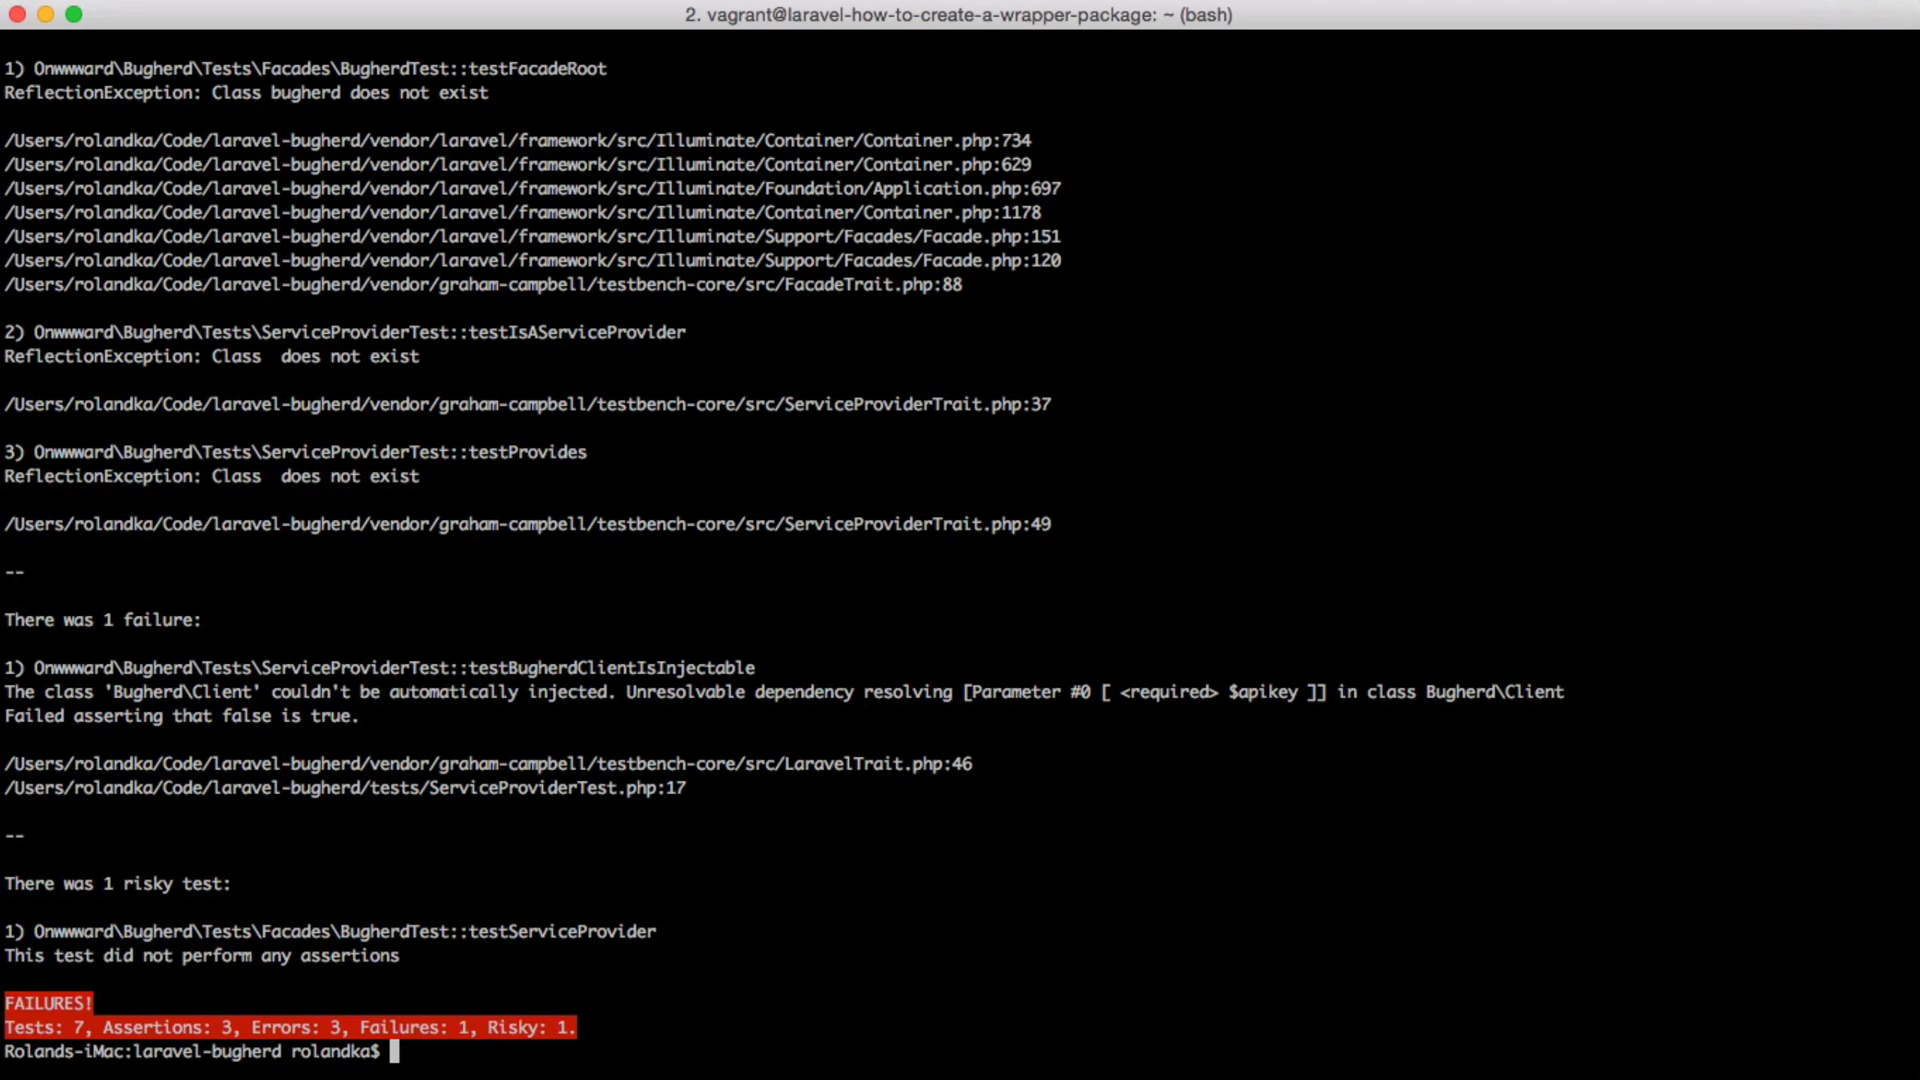 2. vagrant@laravel-how-to-create-a-wrapper-package: ~ (bash)
1) Onwwward\Bugherd\Tests\Facades\BugherdTest::testFacadeRoot
ReflectionException: Class bugherd does not exist
/Users/rolandka/Code/laravel-bugherd/vendor/laravel/framework/src/Illuminate/Container/Container.php:734
/Users/rolandka/Code/laravel-bugherd/vendor/laravel/framework/src/Illuminate/Container/Container.php:629
/Users/rolandka/Code/laravel-bugherd/vendor/laravel/framework/src/Illuminate/Foundation/Application.php:697
/Users/rolandka/Code/laravel-bugherd/vendor/laravel/framework/src/Illuminate/Container/Container.php:1178
/Users/rolandka/Code/laravel-bugherd/vendor/laravel/framework/src/Illuminate/Support/Facades/Facade.php:151
/Users/rolandka/Code/laravel-bugherd/vendor/laravel/framework/src/Illuminate/Support/Facades/Facade.php:120
/Users/rolandka/Code/laravel-bugherd/vendor/graham-campbell/testbench-core/src/FacadeTrait.php:88
2) Onwwward\Bugherd\Tests\ServiceProviderTest::testIsAServiceProvider
ReflectionException: Class  does not exist
/Users/rolandka/Code/laravel-bugherd/vendor/graham-campbell/testbench-core/src/ServiceProviderTrait.php:37
3) Onwwward\Bugherd\Tests\ServiceProviderTest::testProvides
ReflectionException: Class  does not exist
/Users/rolandka/Code/laravel-bugherd/vendor/graham-campbell/testbench-core/src/ServiceProviderTrait.php:49
--
There was 1 failure:
1) Onwwward\Bugherd\Tests\ServiceProviderTest::testBugherdClientIsInjectable
The class 'Bugherd\Client' couldn't be automatically injected. Unresolvable dependency resolving [Parameter #0 [ <required> $apikey ]] in class Bugherd\Client
Failed asserting that false is true.
/Users/rolandka/Code/laravel-bugherd/vendor/graham-campbell/testbench-core/src/LaravelTrait.php:46
/Users/rolandka/Code/laravel-bugherd/tests/ServiceProviderTest.php:17
--
There was 1 risky test:
1) Onwwward\Bugherd\Tests\Facades\BugherdTest::testServiceProvider
This test did not perform any assertions
FAILURES!
Tests: 7, Assertions: 3, Errors: 3, Failures: 1, Risky: 1.
Rolands-iMac:laravel-bugherd rolandka$